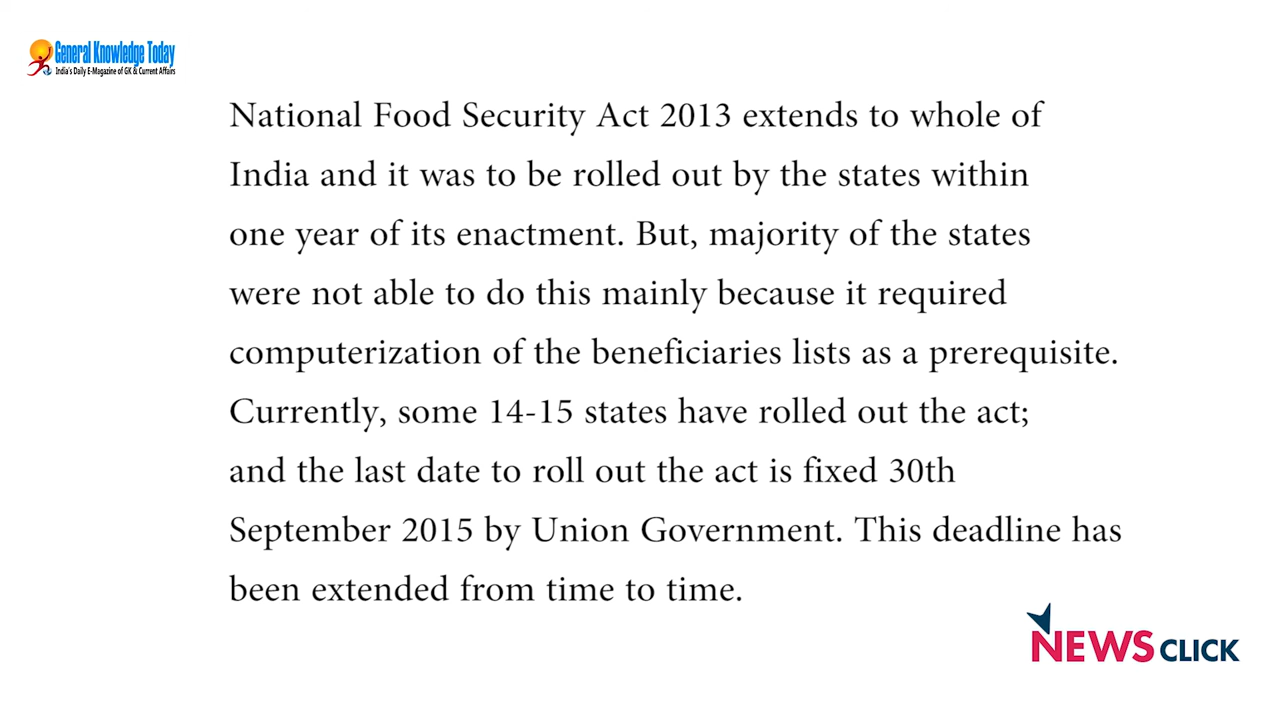 General Knowledge Today
India's Daily E-Magazine of GK & Current Affairs
National Food Security Act 2013 extends to whole of
India and it was to be rolled out by the states within
one year of its enactment. But, majority of the states
were not able to do this mainly because it required
computerization of the beneficiaries lists as a prerequisite.
Currently, some 14-15 states have rolled out the act;
and the last date to roll out the act is fixed 30th
September 2015 by Union Government. This deadline has
been extended from time to time.
NEWS CLICK